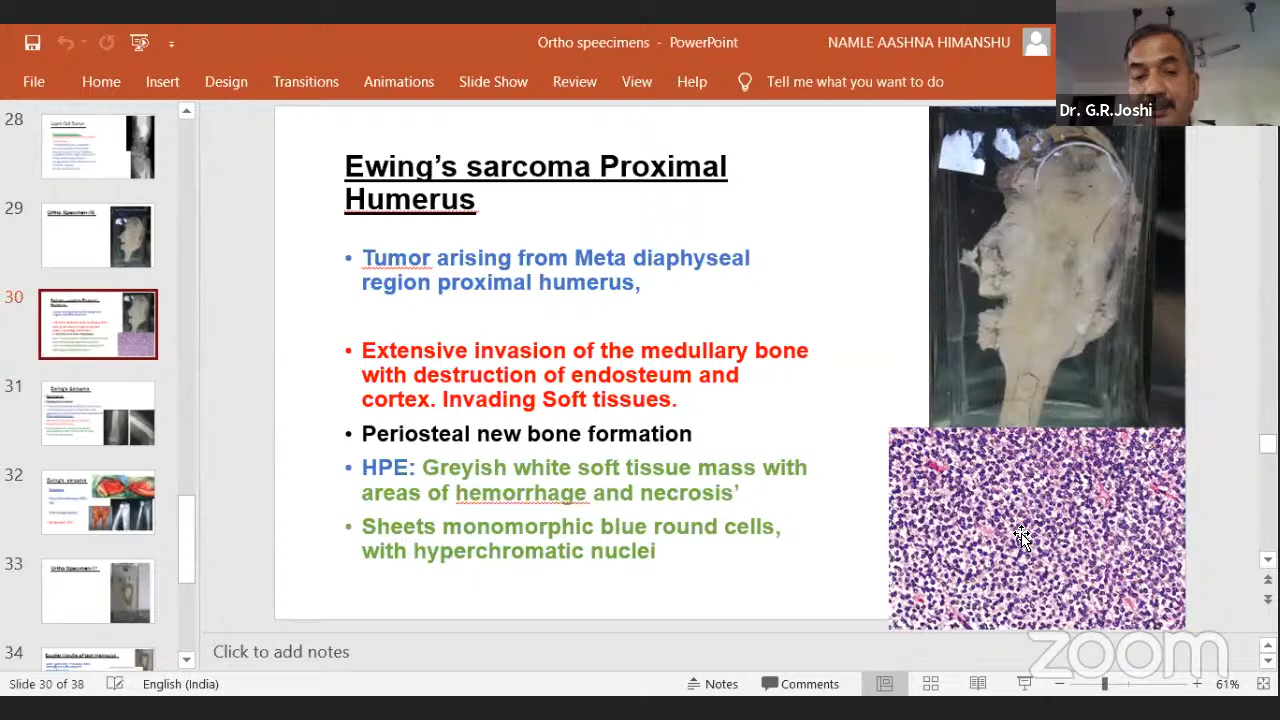 Ortho speecimens - PowerPoint
NAMLE AASHNA HIMANSHU
File Home Insert Design Transitions Animations Slide Show Review View Help Tell me what you want to do
Dr. G.R.Joshi
28
29
30
31
32
33
34
Ewing’s sarcoma Proximal
Humerus
• Tumor arising from Meta diaphyseal
region proximal humerus,
• Extensive invasion of the medullary bone
with destruction of endosteum and
cortex. Invading Soft tissues.
• Periosteal new bone formation
• HPE: Greyish white soft tissue mass with
areas of hemorrhage and necrosis’
• Sheets monomorphic blue round cells,
with hyperchromatic nuclei
Click to add notes
zoom
Slide 30 of 38 English (India) Notes Comments 61%